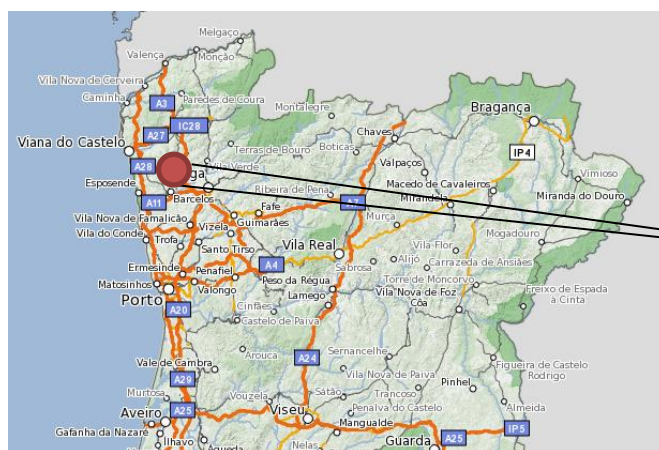 Melgaço
Valença
Monção
Vila Nova de Cerveira
A3
Paredes de Coura
Caminha
Montalegre
Bragança
IC28
A27
Chaves
Viana do Castelo
Terras de Bouro
Boticas
IP4
A28
Vila Verde
Valpaços
Vimioso
ga
Esposende
Ribeira de Pena
Macedo de Cavaleiros
Miranda do Douro
Barcelos
A11
A7
Mirandela
Fafe
Vila Nova de Famalicão
Guimarães
Murça
Mogadouro
Vila do Conde
Vizela
Trofa
Santo Tirso
Vila Real
Vila Flor
Alijó
Carrazeda de Ansiães
Ermesinde
Penafiel
A4
Sabrosa
Torre de Moncorvo
Matosinhos
Valongo
Peso da Régua
Vila Nova de Foz
Côa
Freixo de Espada
à Cinta
Porto
Lamego
A20
Cinfães
Castelo de Paiva
Arouca
A24
Sernancelhe
Vale de Cambra
Figueira de Castelo
Rodrigo
A29
Vila Nova de Paiva
Pinhel
Murtosa
Vouzela
Sátão
Trancoso
Almeida
Aveiro
A25
Viseu
Penalva do Castelo
IP5
Gafanha da Nazaré
Mangualde
A25
Ílhavo
Águeda
Nelas
Guarda